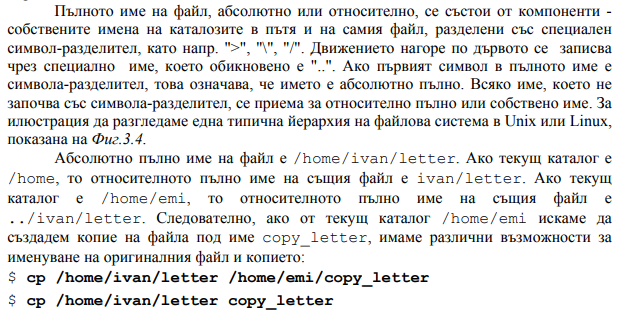 Пълното име на файл, абсолютно или относително, се състои от компоненти -
собствените имена на каталозите в пътя и на самия файл, разделени със специален
символ-разделител, като напр. ">", "\", "/". Движението нагоре по дървото се записва
чрез специално име, което обикновено е "..". Ако първият символ в пълното име е
символа-разделител, това означава, че името е абсолютно пълно. Всяко име, което не
започва със символа-разделител, се приема за относително пълно или собствено име. За
илюстрация да разгледаме една типична йерархия на файлова система в Unix или Linux,
показана на Фиг.3.4.
Абсолютно пълно име на файл е /home/ivan/letter. Ако текущ каталог е
/home, то относителното пълно име на същия файл е ivan/letter. Ако текущ
каталог е /home/emi, то относителното пълно име на същия файл е
../ivan/letter. Следователно, ако от текущ каталог /home/emi искаме да
създадем копие на файла под име copy_letter, имаме различни възможности за
именуване на оригиналния файл и копието:
$ cp /home/ivan/letter /home/emi/copy_letter
$ cp /home/ivan/letter copy_letter